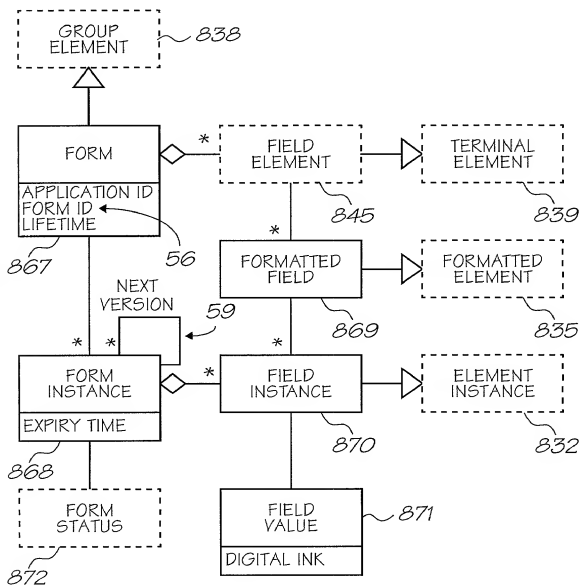 GROUP
ELEMENT
838
FORM
APPLICATION ID
FORM ID
LIFETIME
867
56
*
FIELD
ELEMENT
845
TERMINAL
ELEMENT
839
*
FORMATTED
FIELD
869
FORMATTED
ELEMENT
835
NEXT
VERSION
59
*
*
FORM
INSTANCE
EXPIRY TIME
868
*
*
FIELD
INSTANCE
870
ELEMENT
INSTANCE
832
FORM
STATUS
872
FIELD
VALUE
DIGITAL INK
871